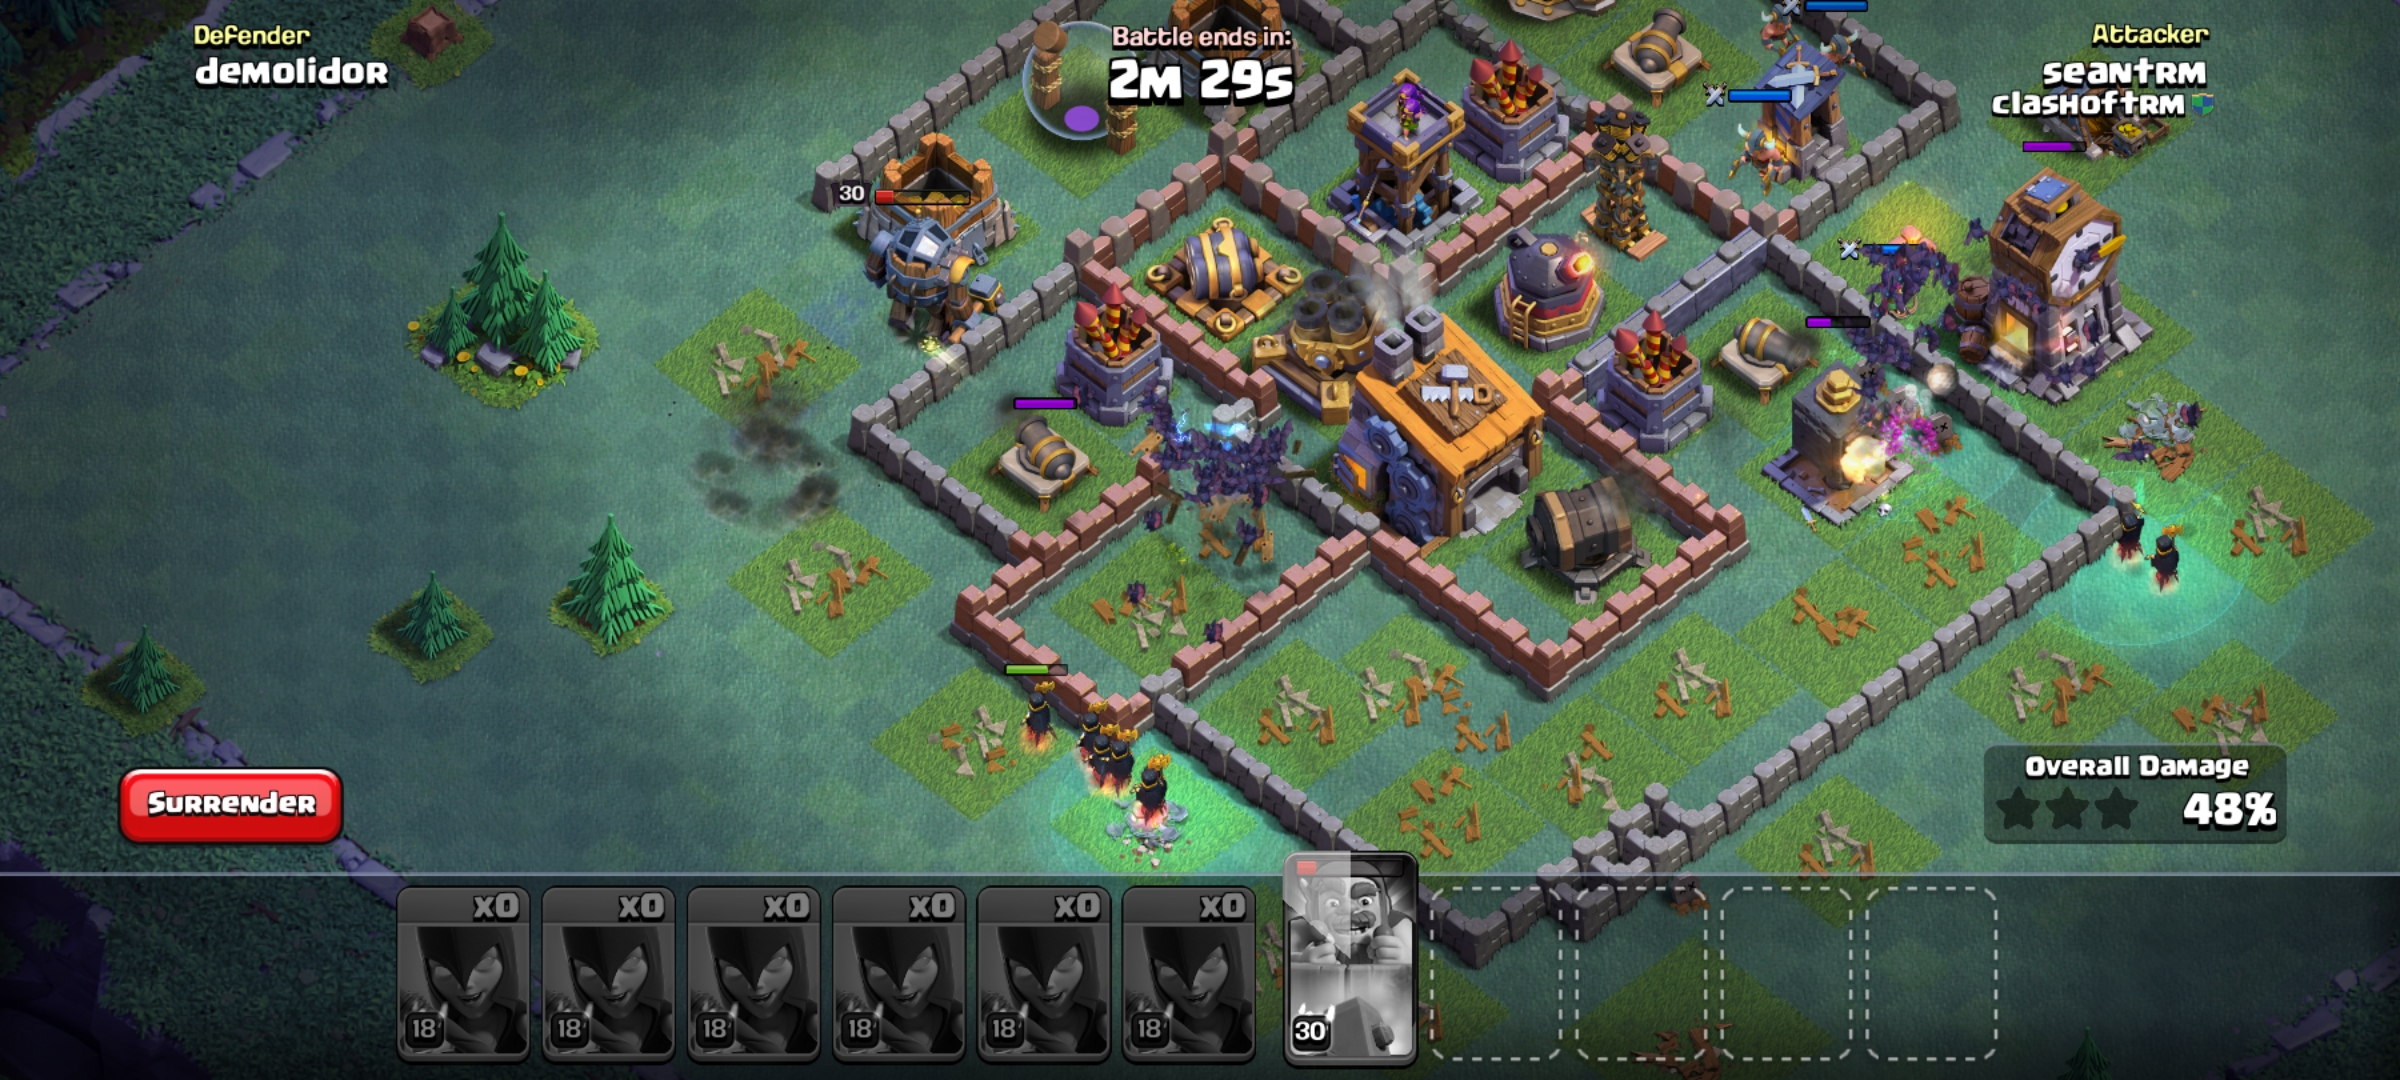 Defender
demolidor
Battle ends in:
2m 29s
Attacker
seantrm
clashoftrm
30
Surrender
Overall Damage
48%
x0 x0 x0 x0 x0 x0
18 18 18 18 18 18 30